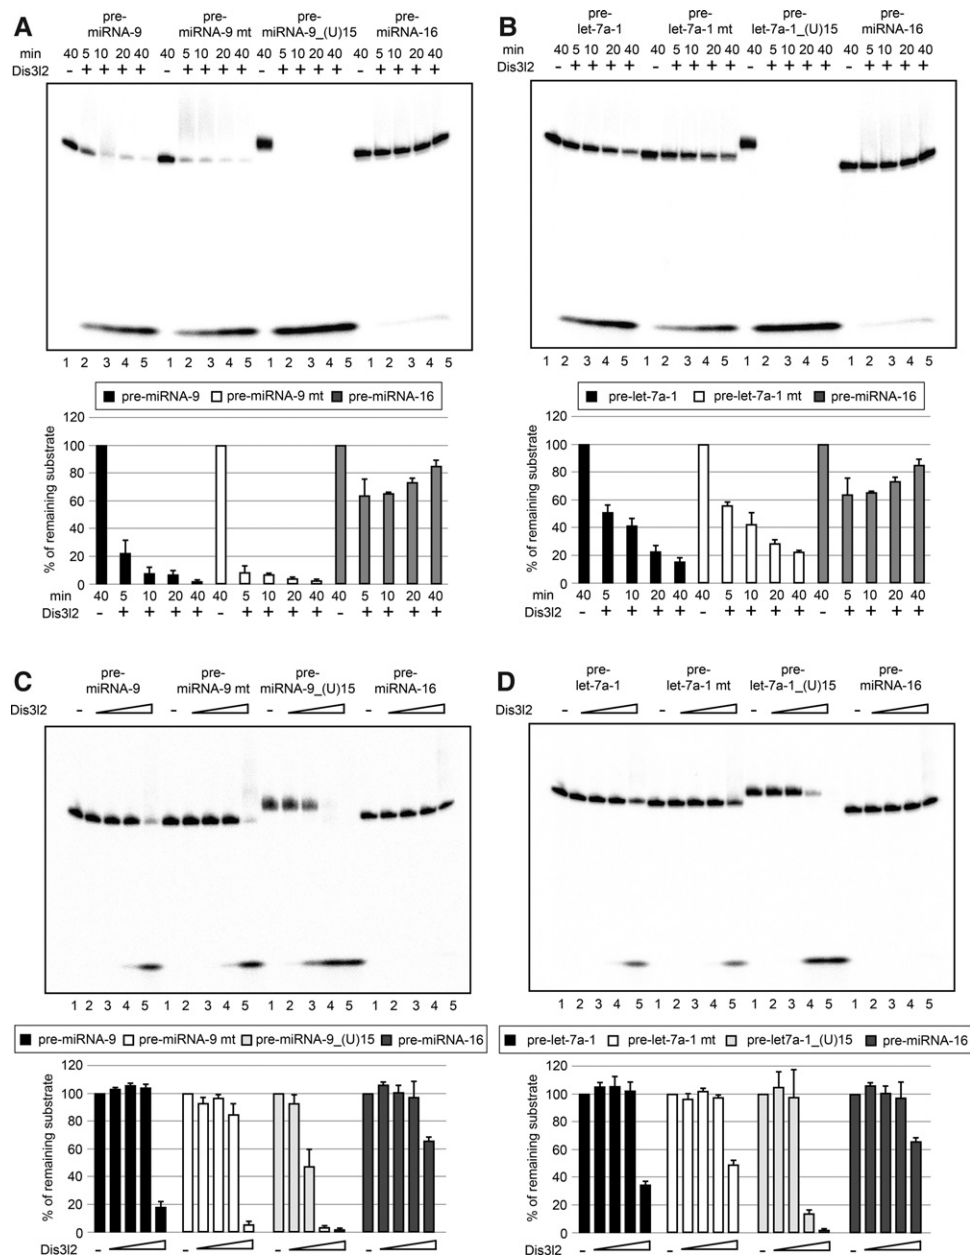 A
pre-
miRNA-9
pre-
miRNA-9 mt
pre-
miRNA-9_(U)15
pre-
miRNA-16
min 40 5 10 20 40 40 5 10 20 40 40 5 10 20 40 40 5 10 20 40
Dis3l2 - + + + + - + + + + - + + + + - + + + +
1 2 3 4 5 1 2 3 4 5 1 2 3 4 5 1 2 3 4 5
pre-miRNA-9 pre-miRNA-9 mt pre-miRNA-16
% of remaining substrate
120
100
80
60
40
20
0
min 40 5 10 20 40 40 5 10 20 40 40 5 10 20 40
Dis3l2 - + + + + - + + + + - + + + +
B
pre-
let-7a-1
pre-
let-7a-1 mt
pre-
let-7a-1_(U)15
pre-
miRNA-16
min 40 5 10 20 40 40 5 10 20 40 40 5 10 20 40 40 5 10 20 40
Dis3l2 - + + + + - + + + + - + + + + - + + + +
1 2 3 4 5 1 2 3 4 5 1 2 3 4 5 1 2 3 4 5
pre-let-7a-1 pre-let-7a-1 mt pre-miRNA-16
% of remaining substrate
120
100
80
60
40
20
0
min 40 5 10 20 40 40 5 10 20 40 40 5 10 20 40
Dis3l2 - + + + + - + + + + - + + + +
C
pre-
miRNA-9
pre-
miRNA-9 mt
pre-
miRNA-9_(U)15
pre-
miRNA-16
Dis3l2 - - - -
1 2 3 4 5 1 2 3 4 5 1 2 3 4 5 1 2 3 4 5
pre-miRNA-9 pre-miRNA-9 mt pre-miRNA-9_(U)15 pre-miRNA-16
% of remaining substrate
120
100
80
60
40
20
0
Dis3l2 - - - -
D
pre-
let-7a-1
pre-
let-7a-1 mt
pre-
let-7a-1_(U)15
pre-
miRNA-16
Dis3l2 - - - -
1 2 3 4 5 1 2 3 4 5 1 2 3 4 5 1 2 3 4 5
pre-let-7a-1 pre-let-7a-1 mt pre-let7a-1_(U)15 pre-miRNA-16
% of remaining substrate
120
100
80
60
40
20
0
Dis3l2 - - - -